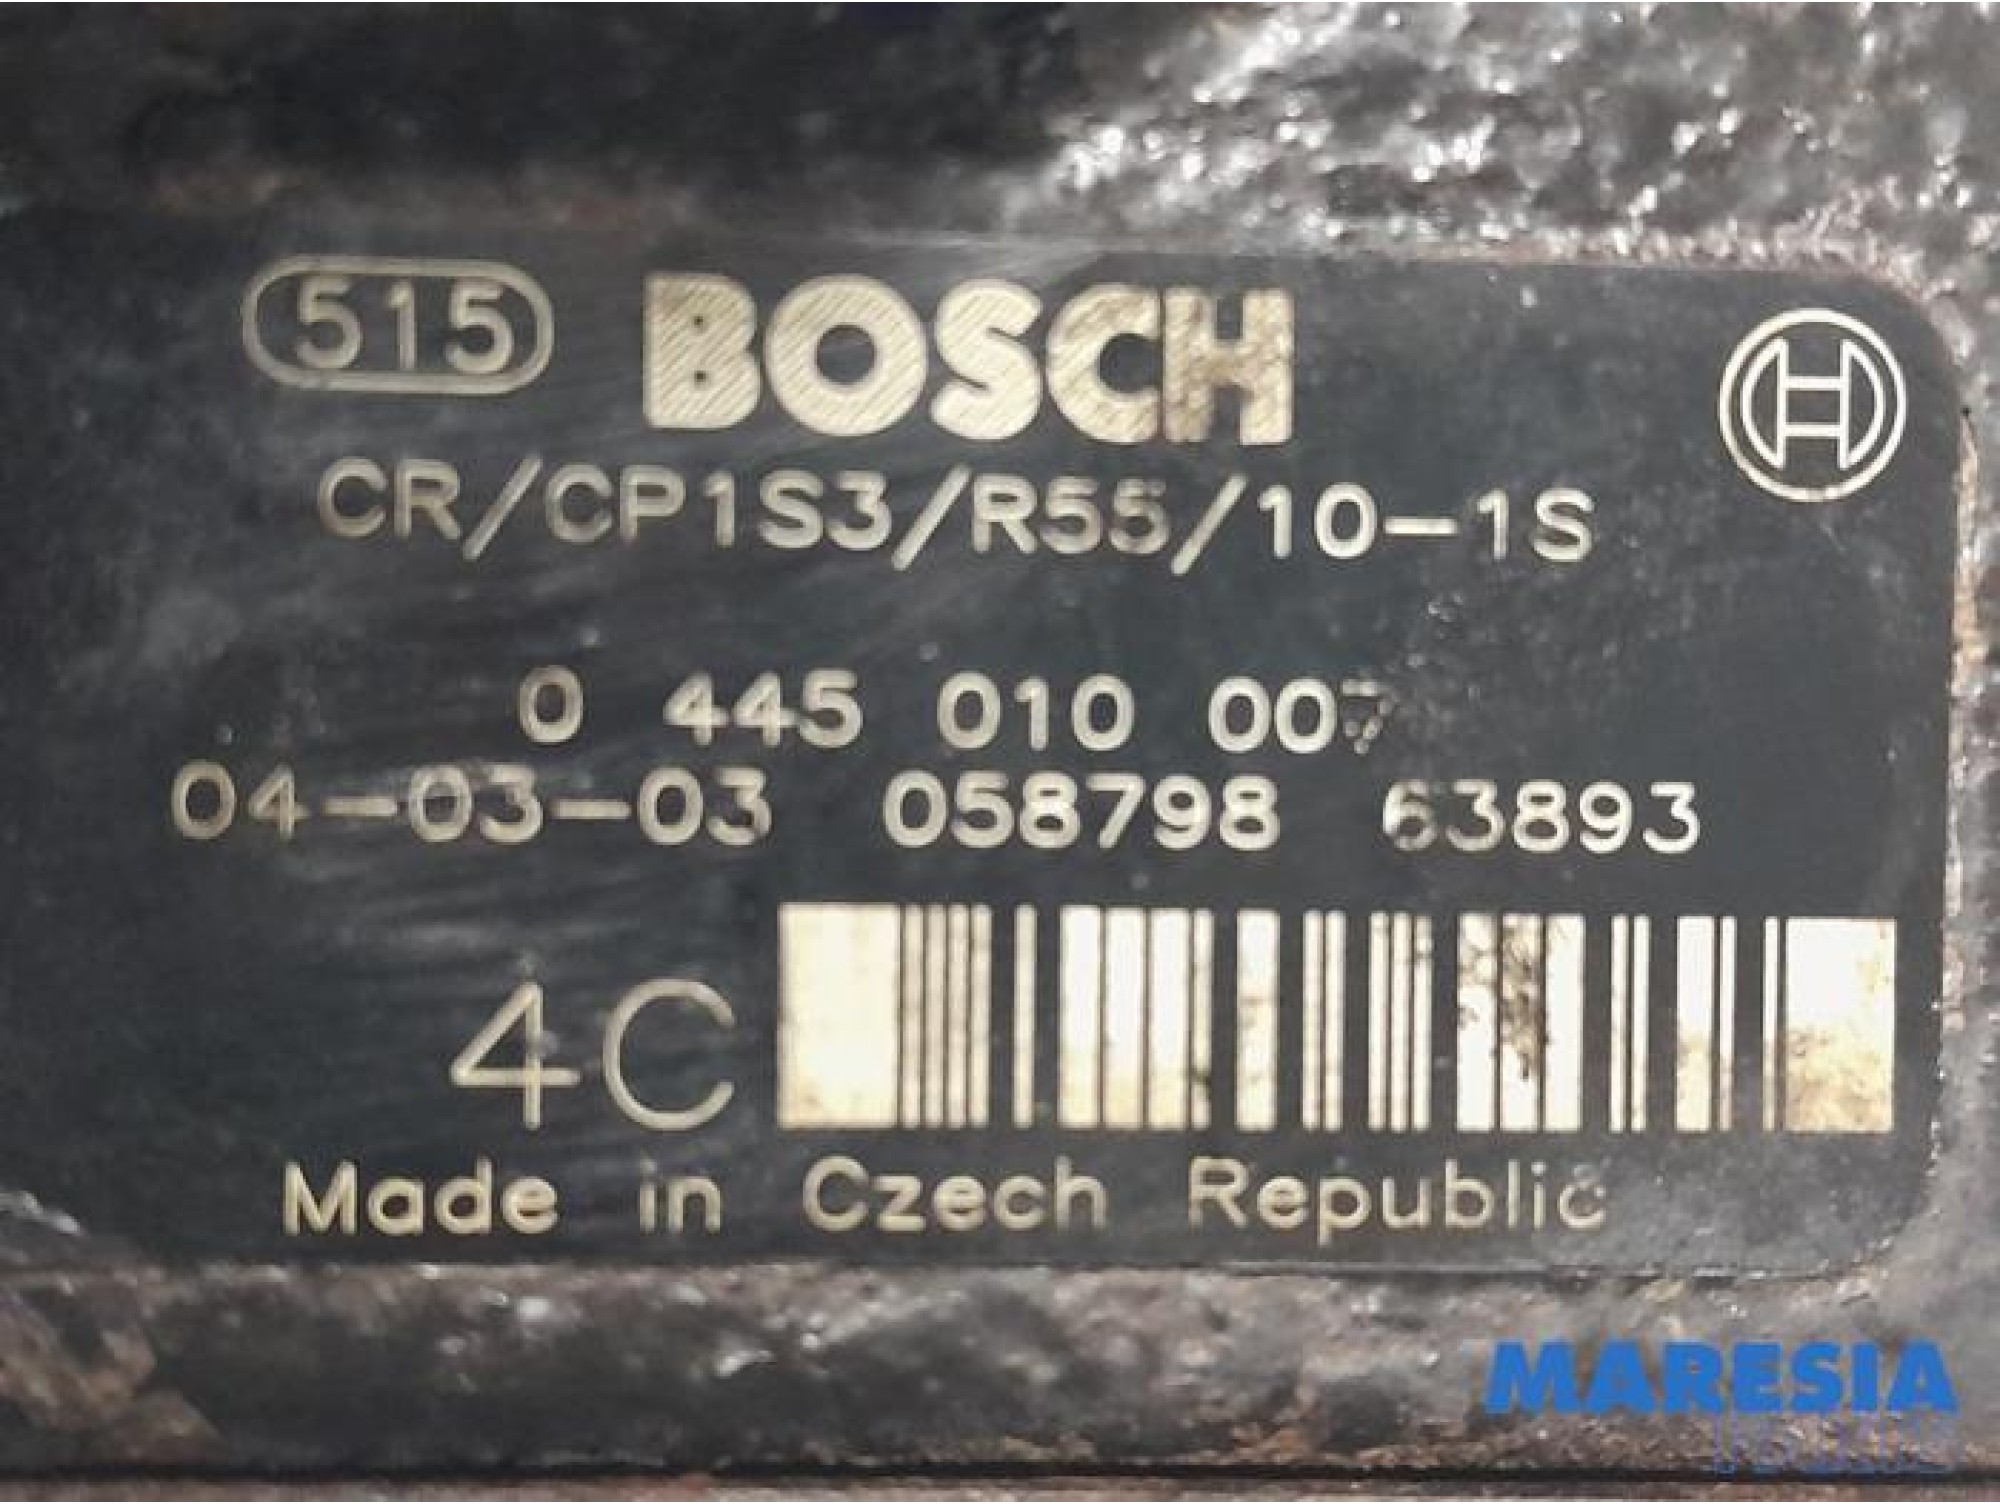 515 BOSCH
CR/CP1S3/R55/10-1S
0 445 010 007
04-03-03 058798 63893
4C
Made in Czech Republic
MARESIA